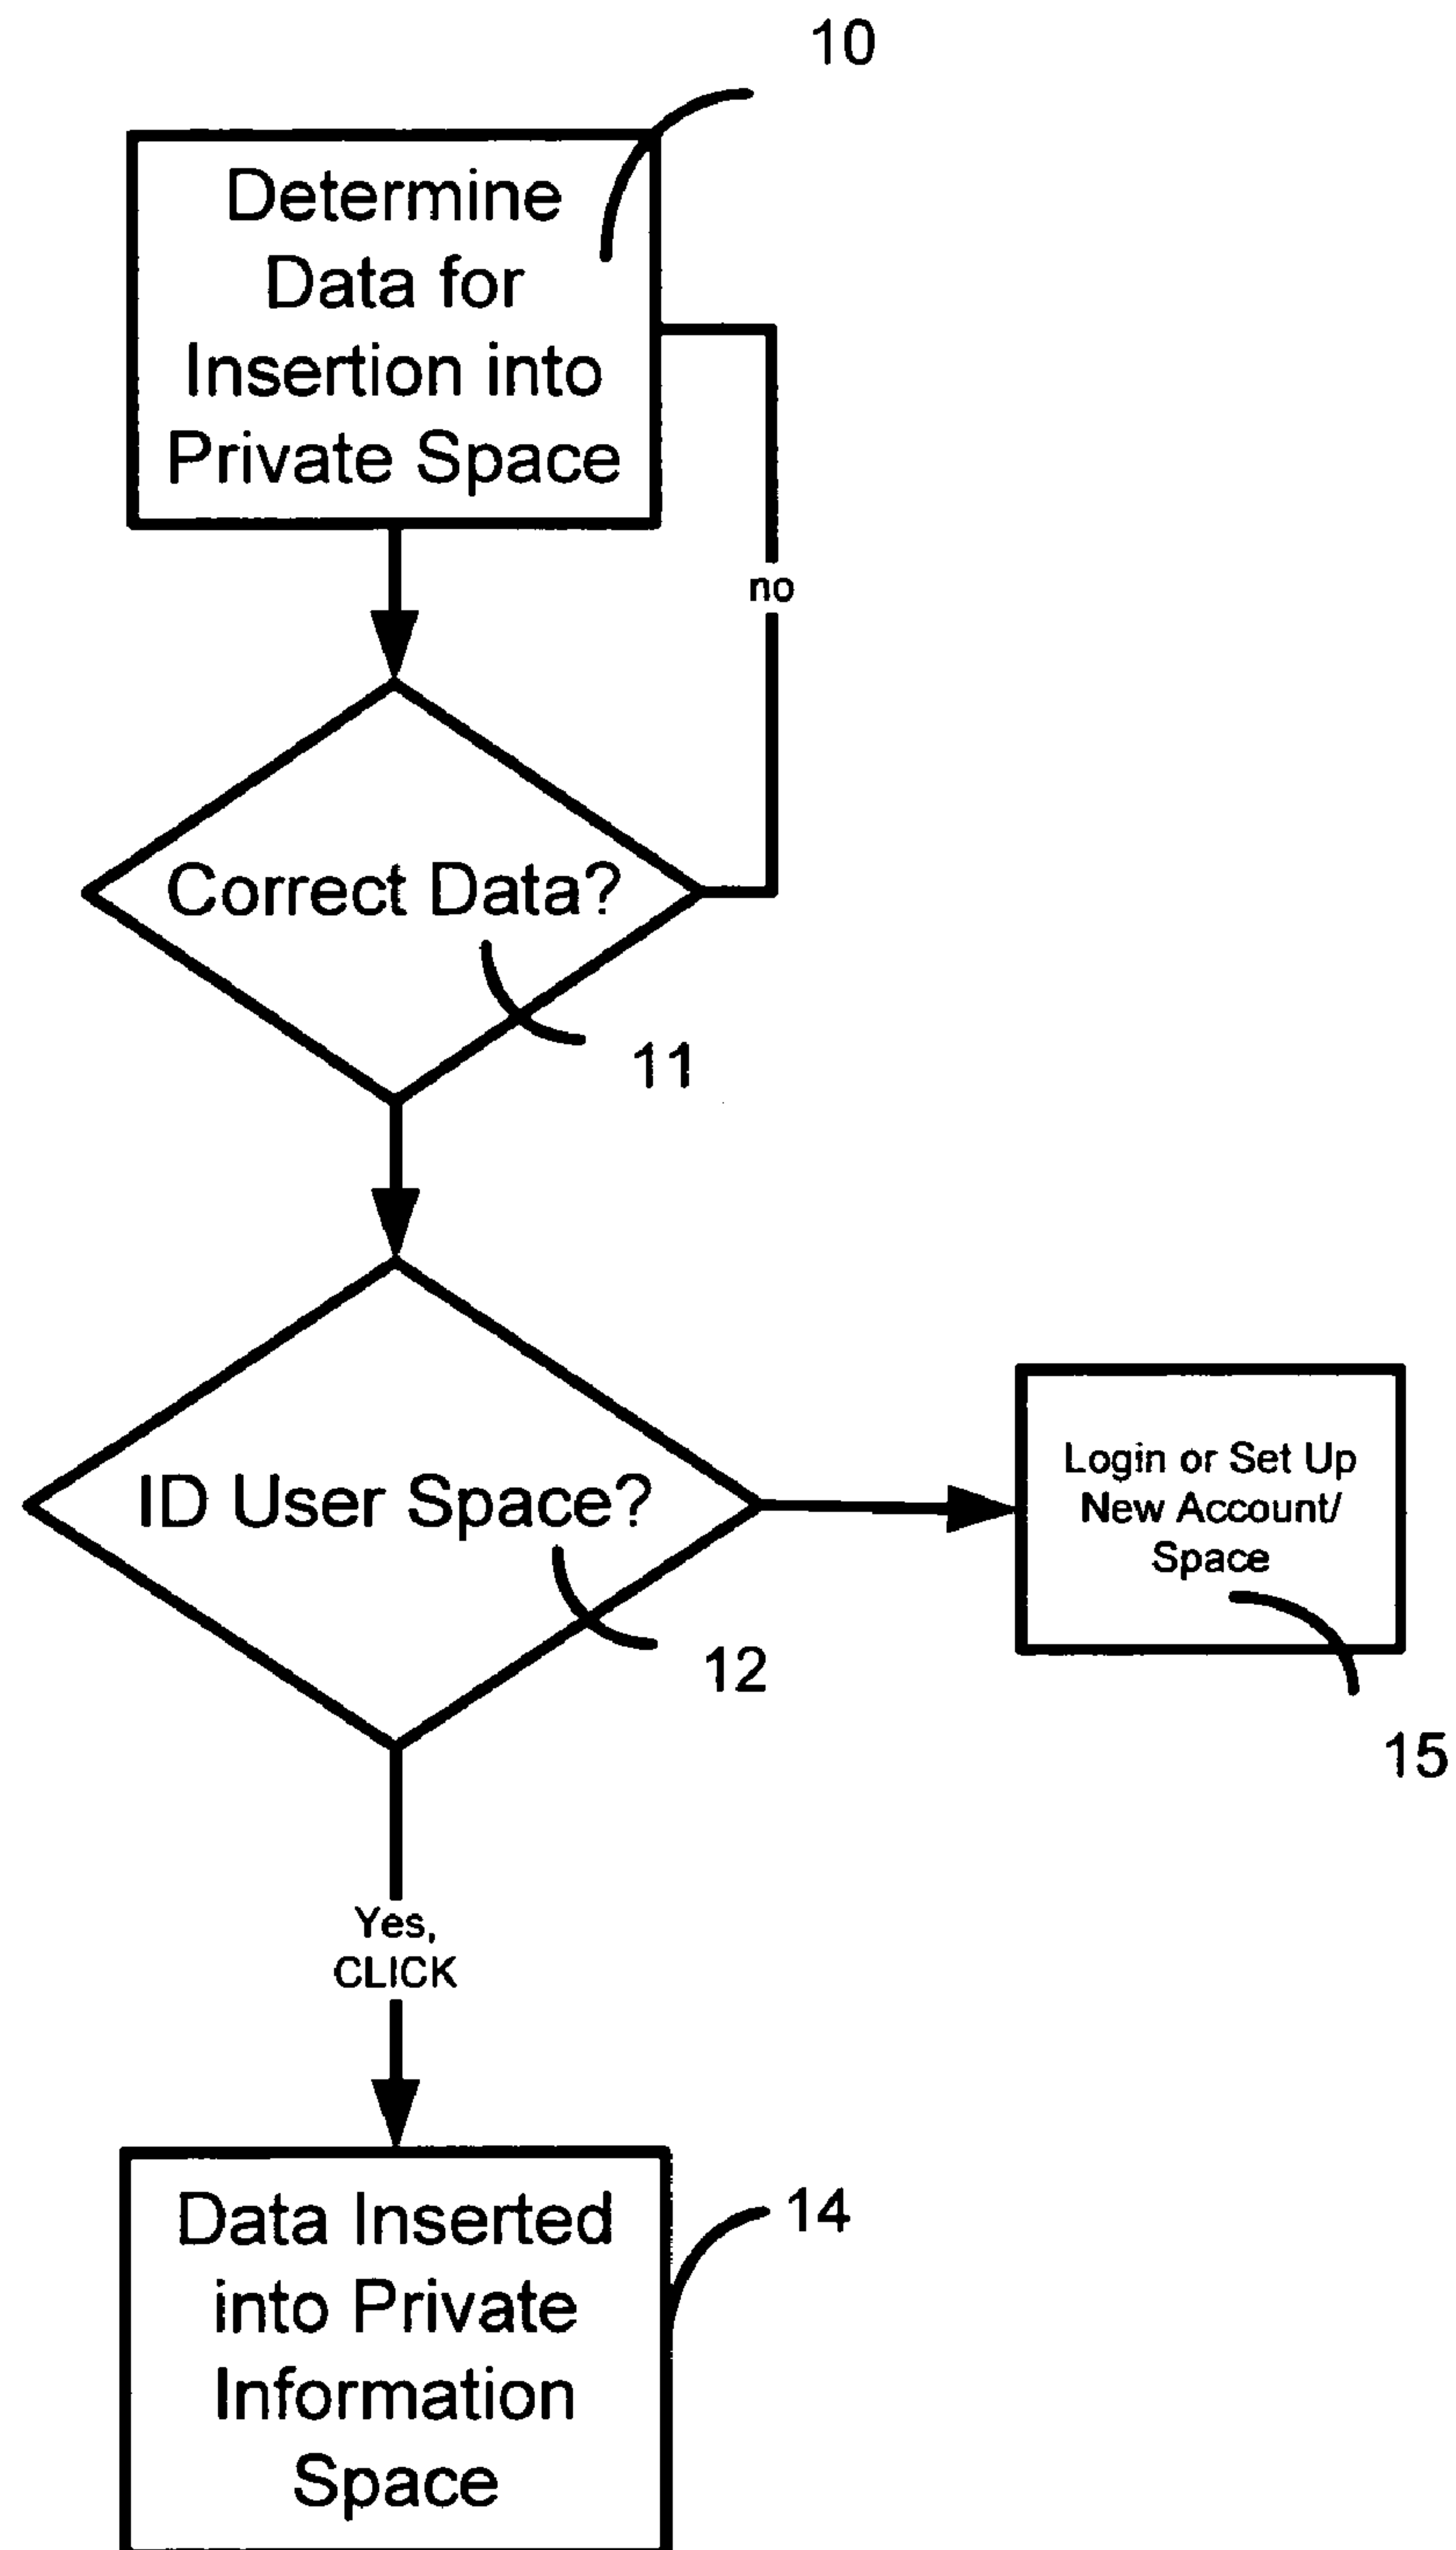 10
Determine
Data for
Insertion into
Private Space
no
Correct Data?
11
ID User Space?
12
Login or Set Up
New Account/
Space
15
Yes,
CLICK
Data Inserted
into Private
Information
Space
14